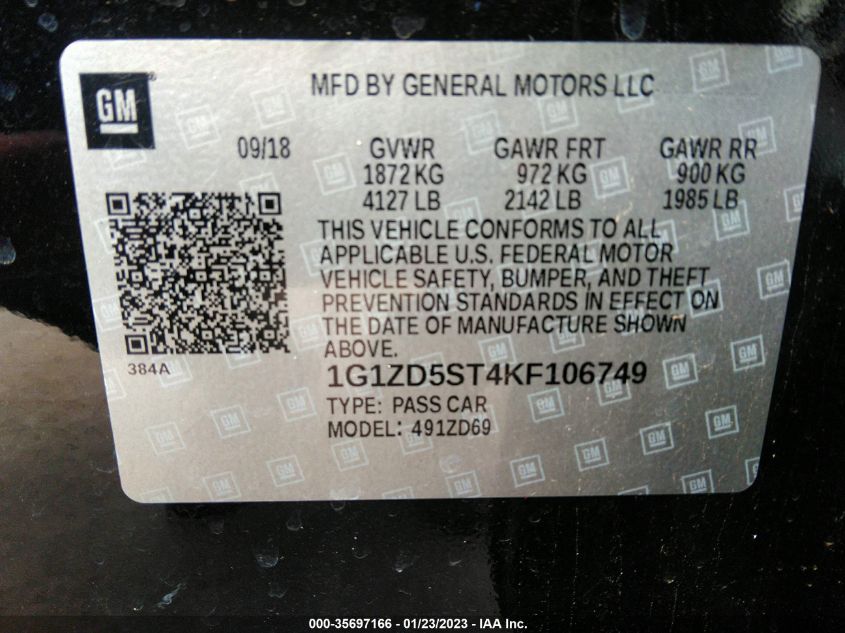 GM
MFD BY GENERAL MOTORS LLC
09/18 GVWR GAWR FRT GAWR RR
1872 KG 972 KG 900 KG
4127 LB 2142 LB 1985 LB
THIS VEHICLE CONFORMS TO ALL
APPLICABLE U.S. FEDERAL MOTOR
VEHICLE SAFETY, BUMPER, AND THEFT
PREVENTION STANDARDS IN EFFECT ON
THE DATE OF MANUFACTURE SHOWN
ABOVE.
384A
1G1ZD5ST4KF106749
TYPE: PASS CAR
MODEL: 491ZD69
000-35697166 - 01/23/2023 - IAA Inc.